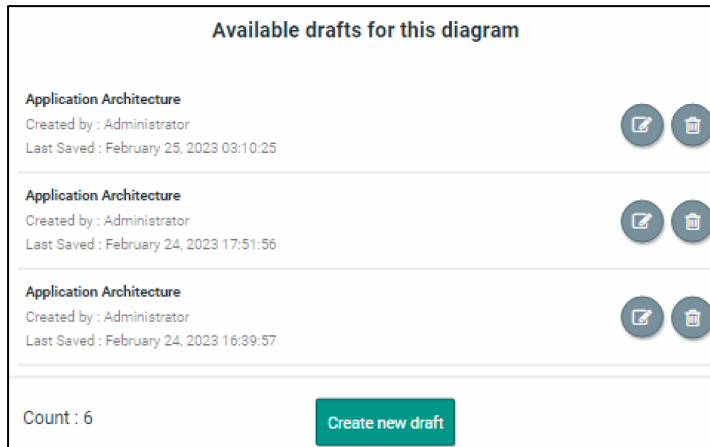 Available drafts for this diagram
Application Architecture
Created by : Administrator
Last Saved : February 25, 2023 03:10:25
Application Architecture
Created by : Administrator
Last Saved : February 24, 2023 17:51:56
Application Architecture
Created by : Administrator
Last Saved : February 24, 2023 16:39:57
Count : 6
Create new draft